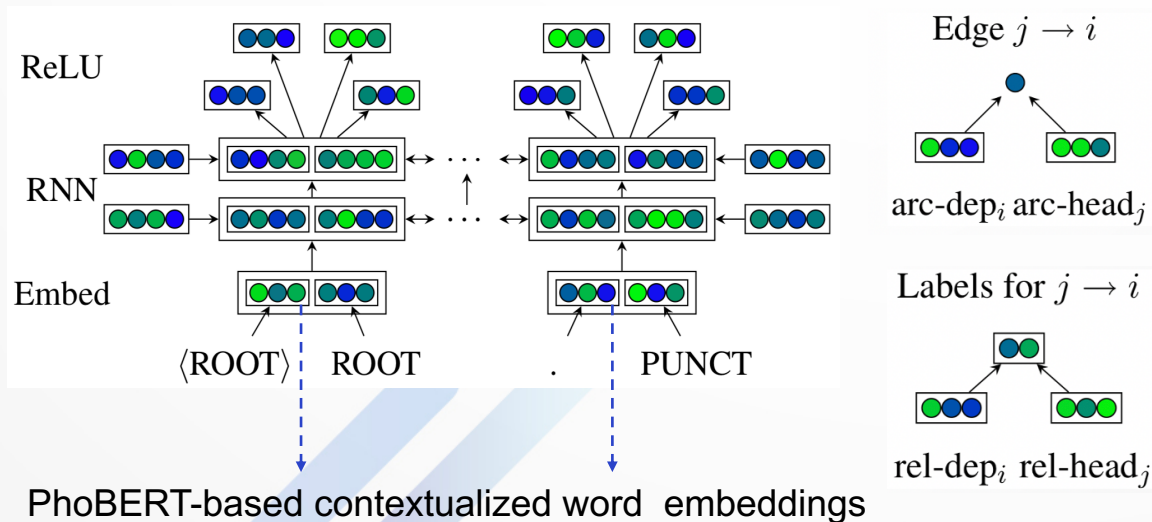 ReLU
RNN
Embed
· · ·
· · ·
⟨ROOT⟩ ROOT . PUNCT
PhoBERT-based contextualized word embeddings
Edge j → i
arc-dep_i arc-head_j
Labels for j → i
rel-dep_i rel-head_j